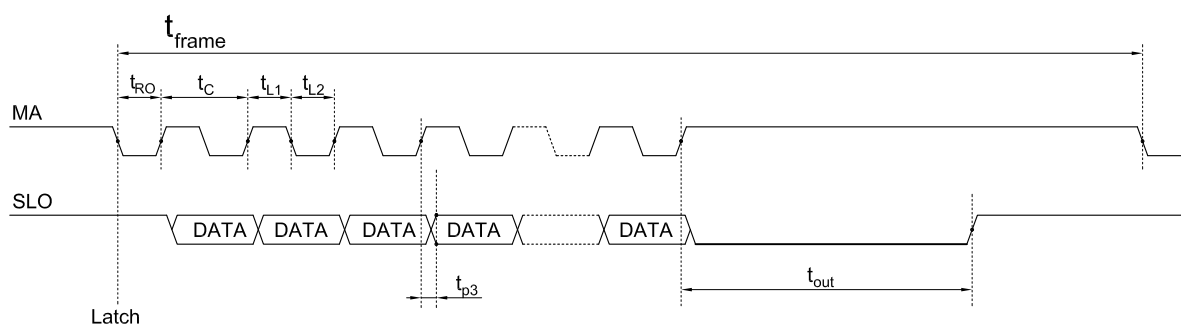 tframe
tRO tC tL1 tL2
MA
SLO
DATA DATA DATA DATA DATA
tp3 tout
Latch